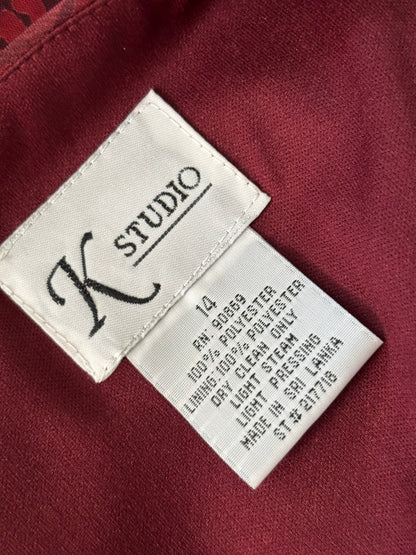 K STUDIO
14
RN: 90869
100% POLYESTER
LINING:100% POLYESTER
DRY CLEAN ONLY
LIGHT STEAM
LIGHT PRESSING
MADE IN SRI LANKA
ST# 217718